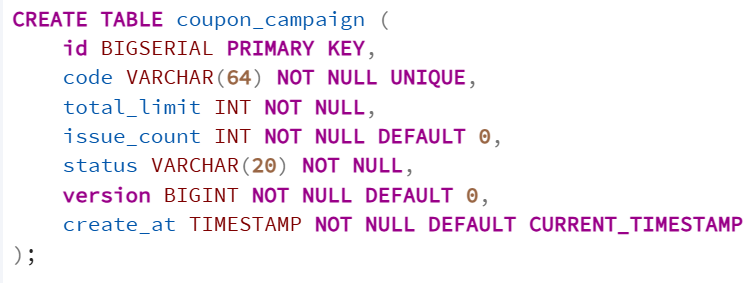 CREATE TABLE coupon_campaign (
    id BIGSERIAL PRIMARY KEY,
    code VARCHAR(64) NOT NULL UNIQUE,
    total_limit INT NOT NULL,
    issue_count INT NOT NULL DEFAULT 0,
    status VARCHAR(20) NOT NULL,
    version BIGINT NOT NULL DEFAULT 0,
    create_at TIMESTAMP NOT NULL DEFAULT CURRENT_TIMESTAMP
);